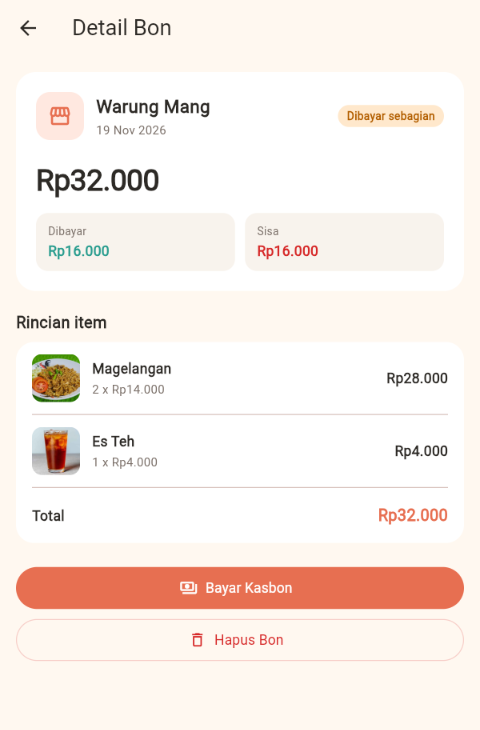 Detail Bon
Warung Mang
19 Nov 2026
Dibayar sebagian
Rp32.000
Dibayar
Rp16.000
Sisa
Rp16.000
Rincian item
Magelangan
2 x Rp14.000
Rp28.000
Es Teh
1 x Rp4.000
Rp4.000
Total
Rp32.000
Bayar Kasbon
Hapus Bon